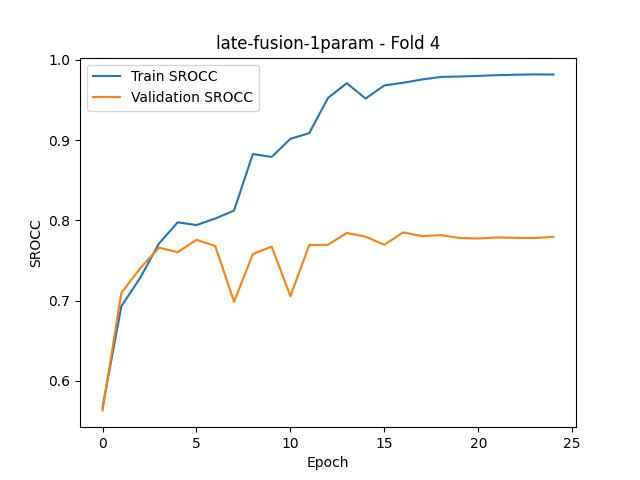 late-fusion-1param - Fold 4
1.0
Train SROCC
Validation SROCC
0.9
0.8
0.7
0.6
SROCC
0 5 10 15 20 25
Epoch